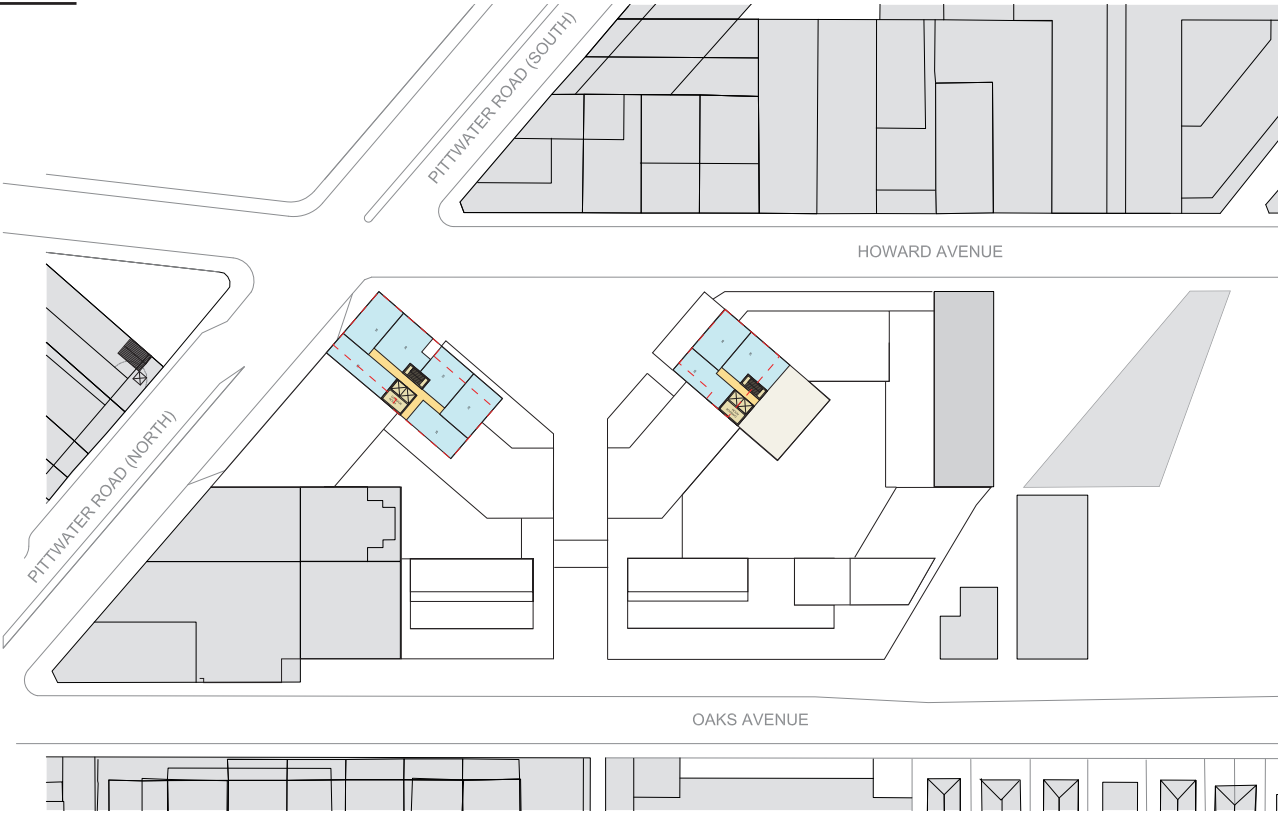 PITTWATER ROAD (SOUTH)
HOWARD AVENUE
PITTWATER ROAD (NORTH)
OAKS AVENUE